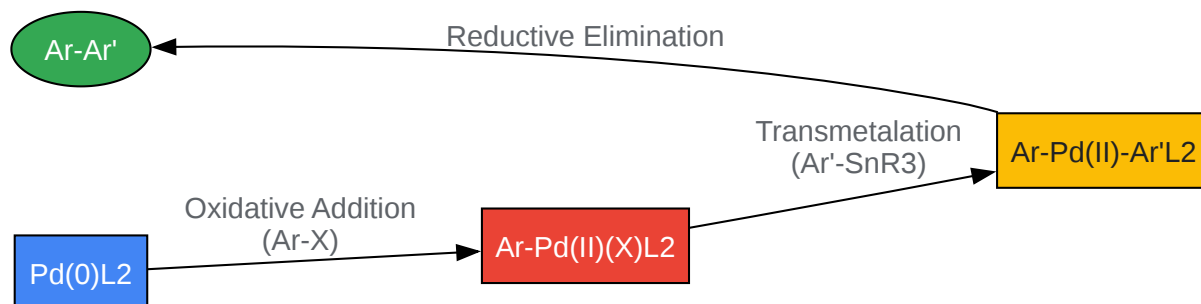 Ar-Ar'
Reductive Elimination
Transmetalation
(Ar'-SnR3)
Ar-Pd(II)-Ar'L2
Oxidative Addition
(Ar-X)
Ar-Pd(II)(X)L2
Pd(0)L2